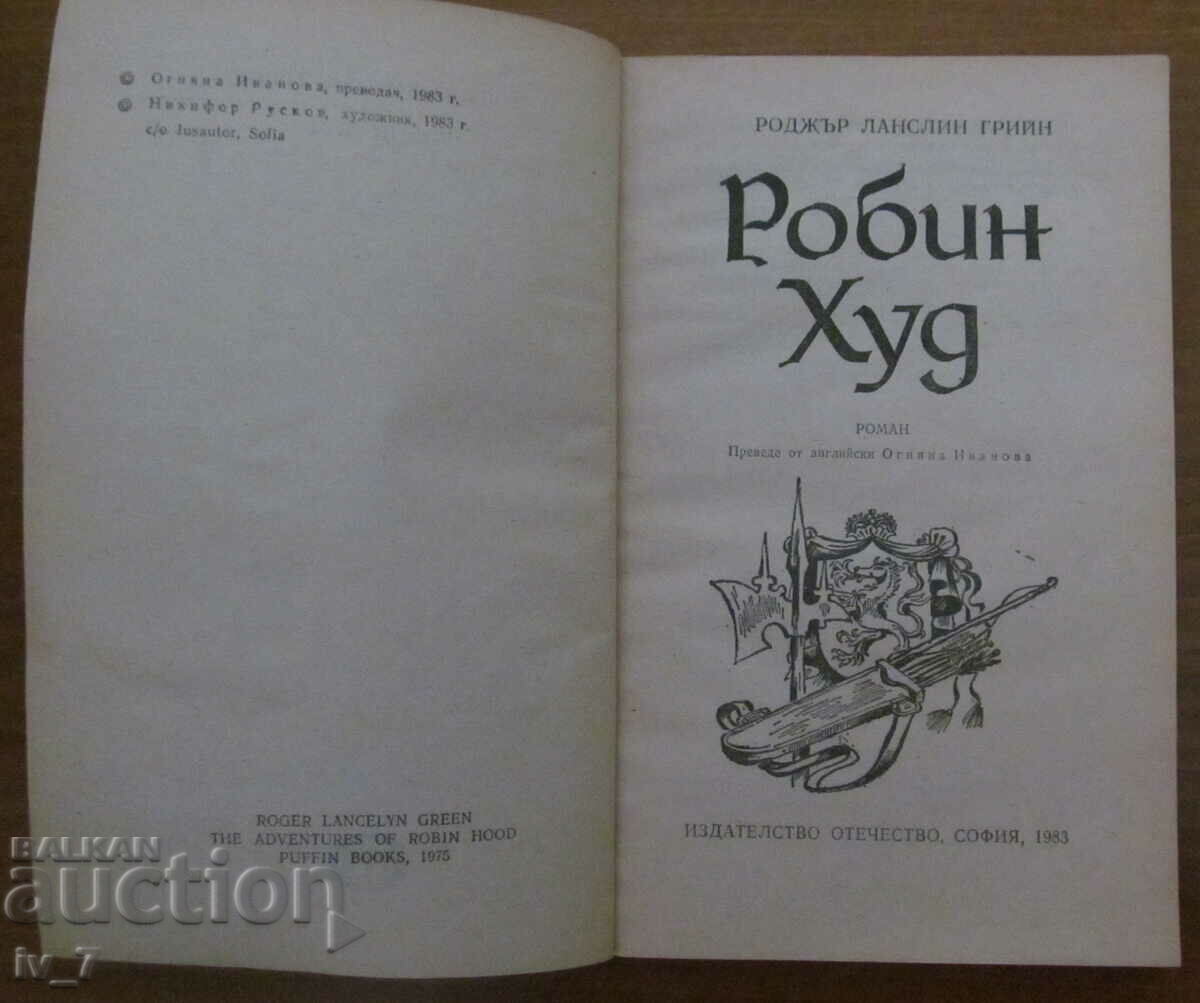 © Огняна Иванова, преводач, 1983 г.
© Никифор Русков, художник, 1983 г.
c/o Jusautor, Sofia
ROGER LANCELYN GREEN
THE ADVENTURES OF ROBIN HOOD
PUFFIN BOOKS, 1975
РОДЖЪР ЛАНСЛИН ГРИЙН
Робин
Худ
РОМАН
Преведе от английски Огняна Иванова
ИЗДАТЕЛСТВО ОТЕЧЕСТВО, СОФИЯ, 1983
BALKAN
auction
iv_7